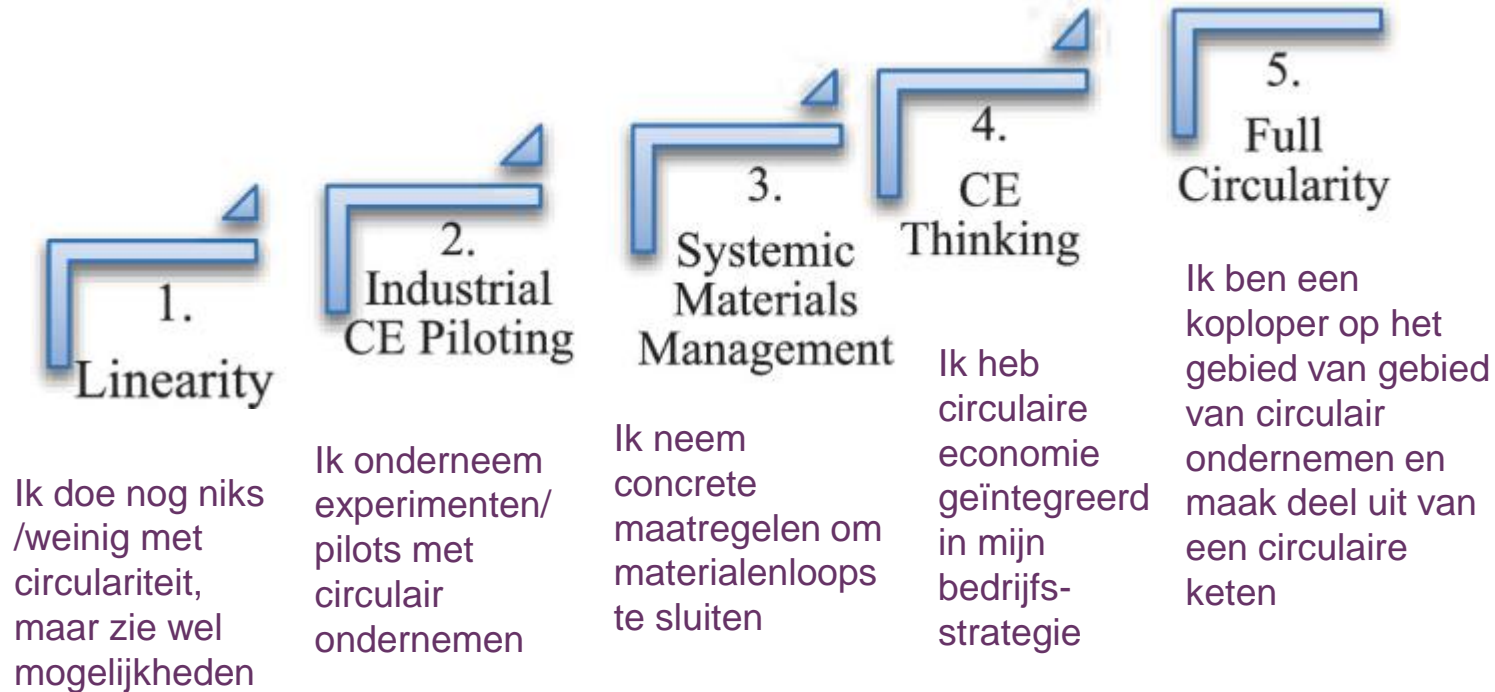 1.
Linearity
Ik doe nog niks
/weinig met
circulariteit,
maar zie wel
mogelijkheden
2.
Industrial
CE Piloting
Ik onderneem
experimenten/
pilots met
circulair
ondernemen
3.
Systemic
Materials
Management
Ik neem
concrete
maatregelen om
materialenloops
te sluiten
4.
CE
Thinking
Ik heb
circulaire
economie
geïntegreerd
in mijn
bedrijfs-
strategie
5.
Full
Circularity
Ik ben een
koploper op het
gebied van gebied
van circulair
ondernemen en
maak deel uit van
een circulaire
keten